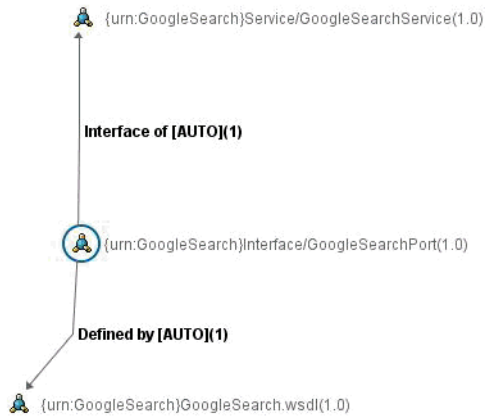 {urn:GoogleSearch}Service/GoogleSearchService(1.0)
Interface of [AUTO](1)
{urn:GoogleSearch}Interface/GoogleSearchPort(1.0)
Defined by [AUTO](1)
{urn:GoogleSearch}GoogleSearch.wsdl(1.0)